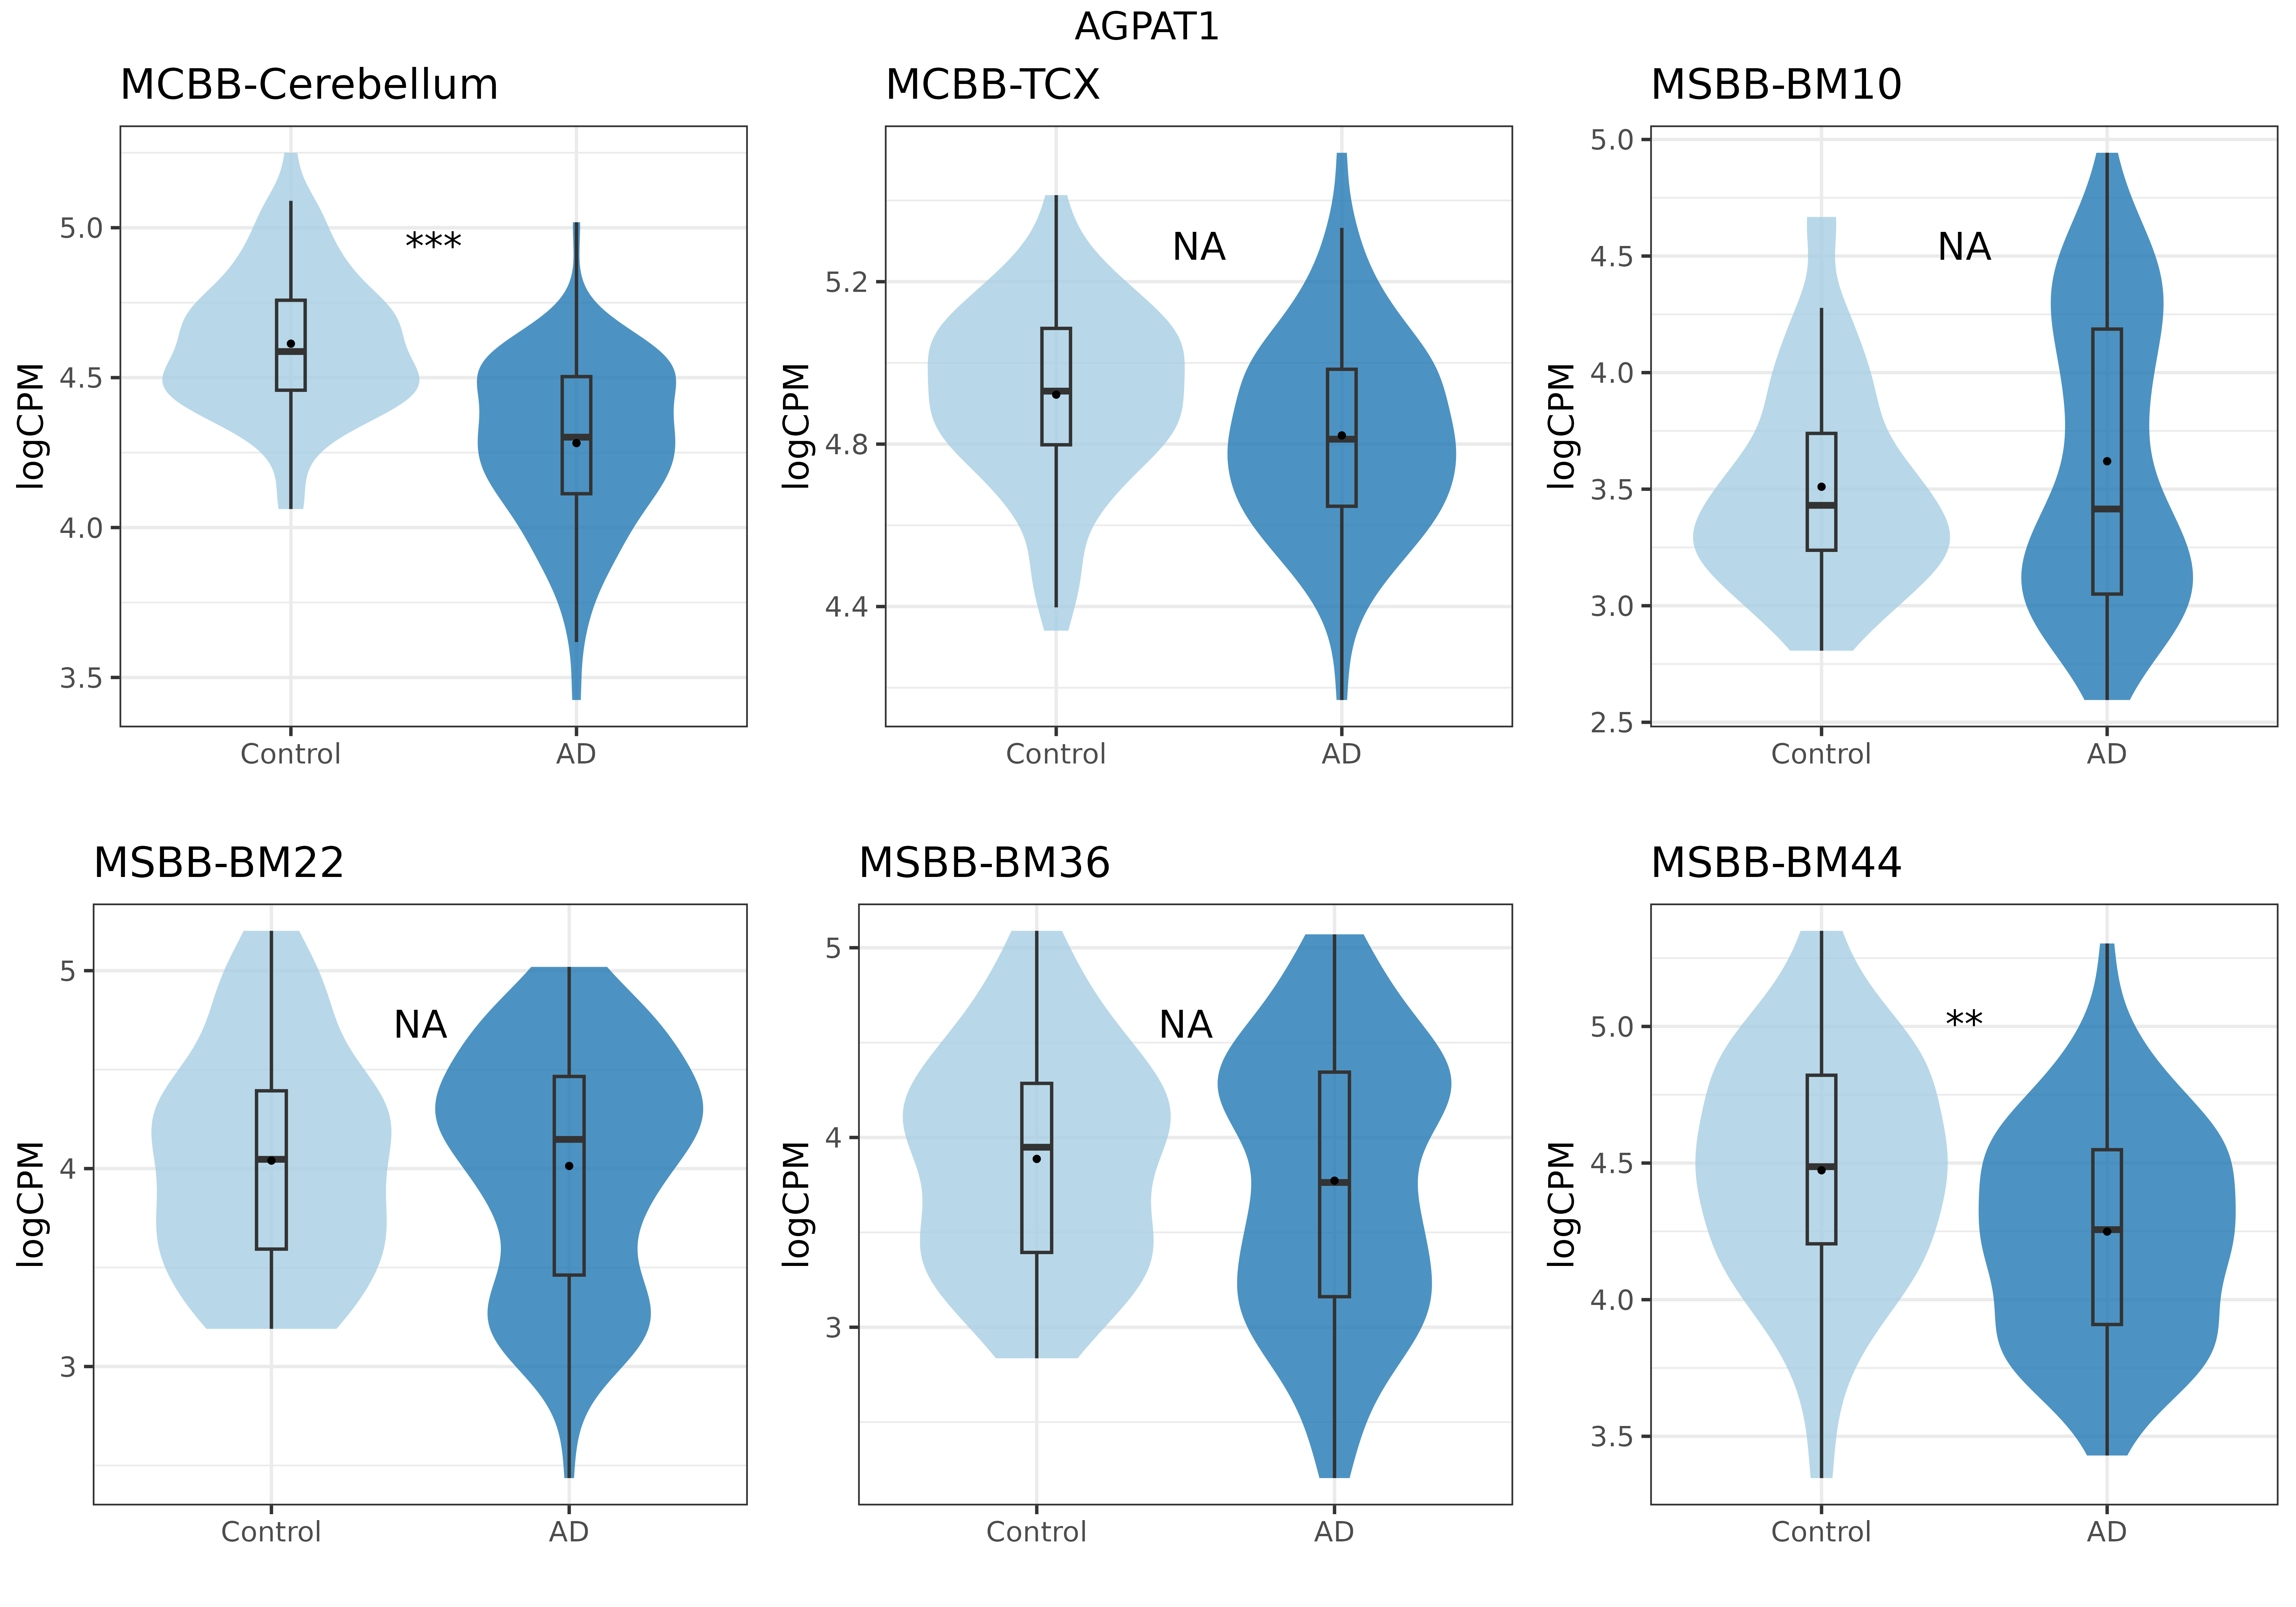 AGPAT1
MCBB-Cerebellum
logCPM
5.0
4.5
4.0
3.5
***
Control
AD
MCBB-TCX
logCPM
5.2
4.8
4.4
NA
Control
AD
MSBB-BM10
logCPM
5.0
4.5
4.0
3.5
3.0
2.5
NA
Control
AD
MSBB-BM22
logCPM
5
4
3
NA
Control
AD
MSBB-BM36
logCPM
5
4
3
NA
Control
AD
MSBB-BM44
logCPM
5.0
4.5
4.0
3.5
**
Control
AD